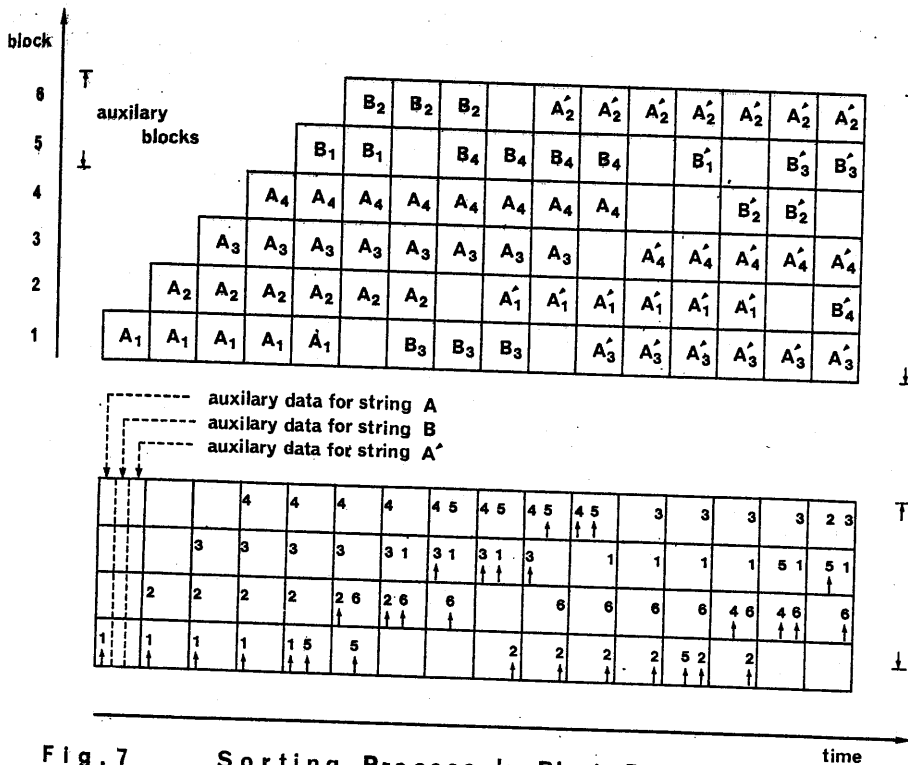 block
6 B2 B2 B2 A′2 A′2 A′2 A′2 A′2 A′2 A′2
auxilary
blocks
5 B1 B1 B4 B4 B4 B4 B′1 B′3 B′3
4 A4 A4 A4 A4 A4 A4 A4 A4 B′2 B′2
3 A3 A3 A3 A3 A3 A3 A3 A3 A′4 A′4 A′4 A′4 A′4
2 A2 A2 A2 A2 A2 A2 A′1 A′1 A′1 A′1 A′1 A′1 B′4
1 A1 A1 A1 A1 A1 B3 B3 B3 A′3 A′3 A′3 A′3 A′3 A′3
auxilary data for string A
auxilary data for string B
auxilary data for string A′
4 4 4 4 4 5 4 5 4 5 4 5 3 3 3 3 2 3
3 3 3 3 3 1 3 1 3 1 3 1 1 1 1 5 1 5 1
2 2 2 2 2 6 2 6 6 6 6 6 6 4 6 4 6 6
1 1 1 1 1 5 5 2 2 2 2 5 2 2
time
Fig.7 Sorting Process